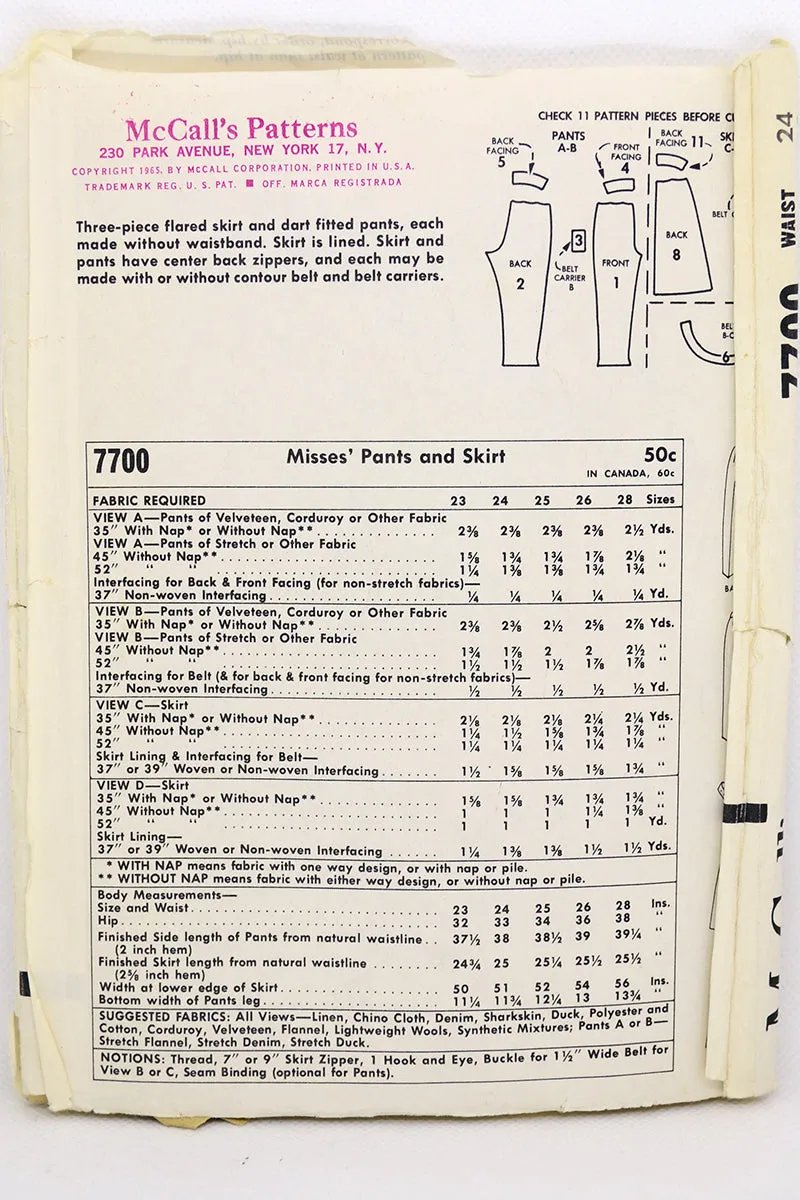 McCall's Patterns
230 PARK AVENUE, NEW YORK 17, N.Y.
COPYRIGHT 1965, BY McCALL CORPORATION, PRINTED IN U.S.A.
TRADEMARK REG. U. S. PAT. ■ OFF. MARCA REGISTRADA
Three-piece flared skirt and dart fitted pants, each
made without waistband. Skirt is lined. Skirt and
pants have center back zippers, and each may be
made with or without contour belt and belt carriers.
CHECK 11 PATTERN PIECES BEFORE
PANTS
A-B
BACK
FACING
5
FRONT
FACING
4
BACK
FACING 11
BACK
2
3
BELT
CARRIER
B
FRONT
1
BACK
8
BELT
6
WAIST 24
7700
7700 Misses' Pants and Skirt 50c
IN CANADA, 60c
FABRIC REQUIRED 23 24 25 26 28 Sizes
VIEW A—Pants of Velveteen, Corduroy or Other Fabric
35" With Nap* or Without Nap** 2⅜ 2⅜ 2⅜ 2⅜ 2½ Yds.
VIEW A—Pants of Stretch or Other Fabric
45" Without Nap** 1⅝ 1¾ 1¾ 1⅞ 2⅛ "
52" " " 1¼ 1⅜ 1⅜ 1¾ 1¾ "
Interfacing for Back & Front Facing (for non-stretch fabrics)—
37" Non-woven Interfacing ¼ ¼ ¼ ¼ ¼ Yd.
VIEW B—Pants of Velveteen, Corduroy or Other Fabric
35" With Nap* or Without Nap** 2⅜ 2⅜ 2½ 2⅝ 2⅞ Yds.
VIEW B—Pants of Stretch or Other Fabric
45" Without Nap** 1¾ 1⅞ 2 2 2½ "
52" " " 1½ 1½ 1½ 1⅞ 1⅞ "
Interfacing for Belt (& for back & front facing for non-stretch fabrics)—
37" Non-woven Interfacing ½ ½ ½ ½ ½ Yd.
VIEW C—Skirt
35" With Nap* or Without Nap** 2⅛ 2⅛ 2⅛ 2¼ 2¼ Yds.
45" Without Nap** 1¼ 1½ 1⅝ 1¾ 1⅞ "
52" " " 1¼ 1¼ 1¼ 1¼ 1¼ "
Skirt Lining & Interfacing for Belt—
37" or 39" Woven or Non-woven Interfacing 1½ 1⅝ 1⅝ 1⅝ 1¾ "
VIEW D—Skirt
35" With Nap* or Without Nap** 1⅝ 1⅝ 1¾ 1¾ 1¾ "
45" Without Nap** 1 1 1 1¼ 1⅜ "
52" " " 1 1 1 1 1 Yd.
Skirt Lining—
37" or 39" Woven or Non-woven Interfacing 1¼ 1⅜ 1⅜ 1½ 1½ Yds.
* WITH NAP means fabric with one way design, or with nap or pile.
** WITHOUT NAP means fabric with either way design, or without nap or pile.
Body Measurements—
Size and Waist 23 24 25 26 28 Ins.
Hip 32 33 34 36 38 "
Finished Side length of Pants from natural waistline 37½ 38 38½ 39 39¼ "
(2 inch hem)
Finished Skirt length from natural waistline 24¾ 25 25¼ 25½ 25½ "
(2⅝ inch hem)
Width at lower edge of Skirt 50 51 52 54 56 Ins.
Bottom width of Pants leg 11¼ 11¾ 12¼ 13 13¾ "
SUGGESTED FABRICS: All Views—Linen, Chino Cloth, Denim, Sharkskin, Duck, Polyester and
Cotton, Corduroy, Velveteen, Flannel, Lightweight Wools, Synthetic Mixtures; Pants A or B—
Stretch Flannel, Stretch Denim, Stretch Duck.
NOTIONS: Thread, 7" or 9" Skirt Zipper, 1 Hook and Eye, Buckle for 1½" Wide Belt for
View B or C, Seam Binding (optional for Pants).